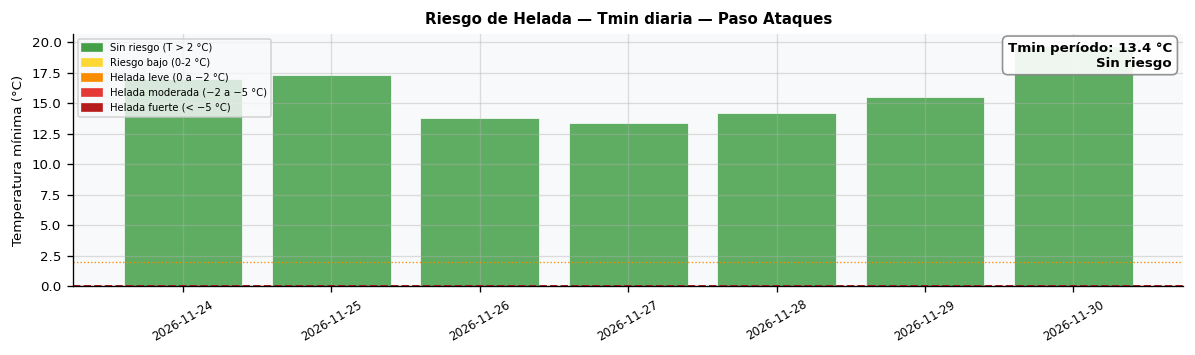 Riesgo de Helada — Tmin diaria — Paso Ataques
Temperatura mínima (°C)
20.0
17.5
15.0
12.5
10.0
7.5
5.0
2.5
0.0
Sin riesgo (T > 2 °C)
Riesgo bajo (0-2 °C)
Helada leve (0 a −2 °C)
Helada moderada (−2 a −5 °C)
Helada fuerte (< −5 °C)
Tmin período: 13.4 °C
Sin riesgo
2026-11-24
2026-11-25
2026-11-26
2026-11-27
2026-11-28
2026-11-29
2026-11-30